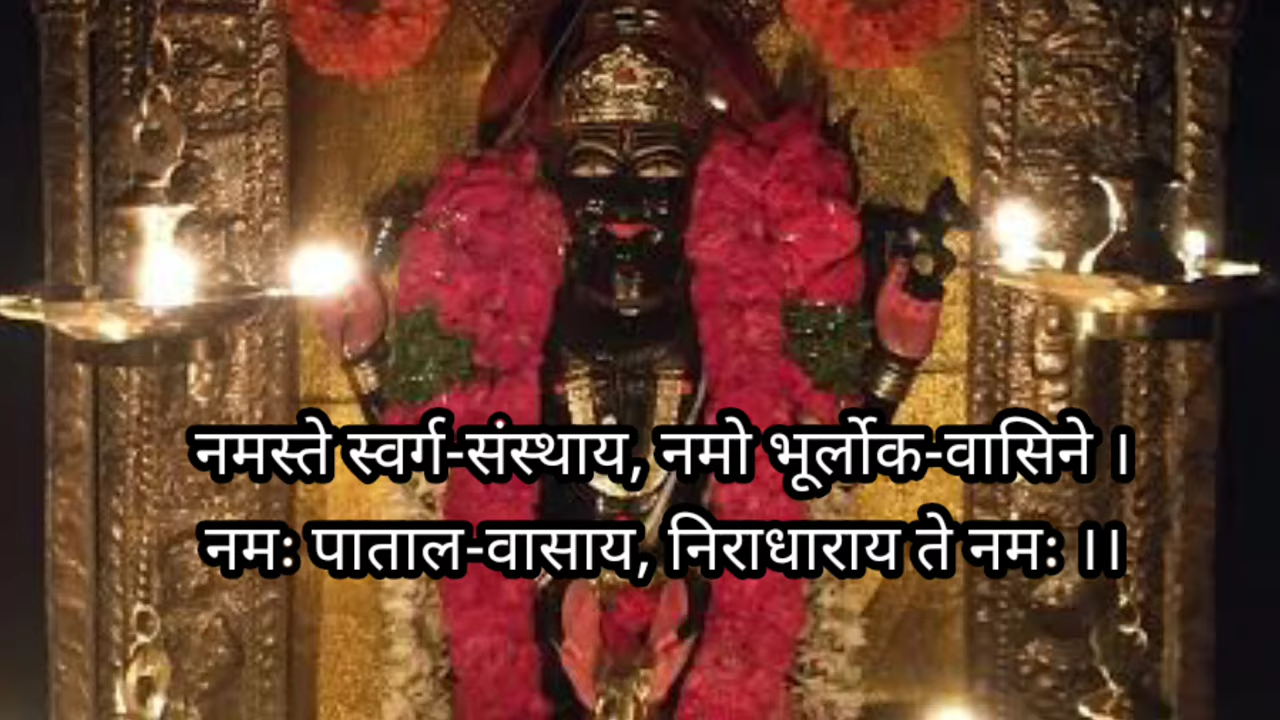 नमस्ते स्वर्ग-संस्थाय, नमो भूर्लोक-वासिने ।
नमः पाताल-वासाय, निराधाराय ते नमः ।।